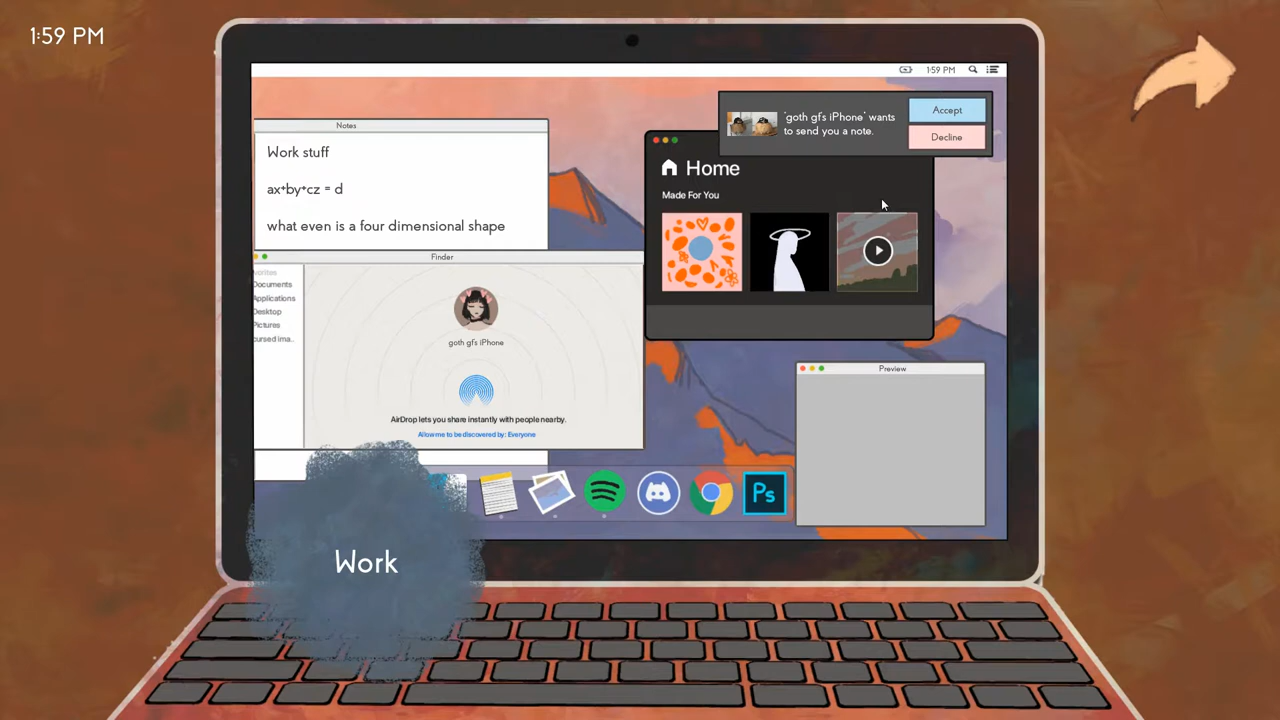 1:59 PM
1:59 PM
'goth gfs iPhone' wants
to send you a note.
Accept
Decline
Notes
Work stuff
ax+by+cz = d
what even is a four dimensional shape
Home
Made For You
Finder
vorites
Documents
Applications
Desktop
Pictures
cursed ima..
goth gfs iPhone
AirDrop lets you share instantly with people nearby.
Allow me to be discovered by: Everyone
Preview
Ps
Work